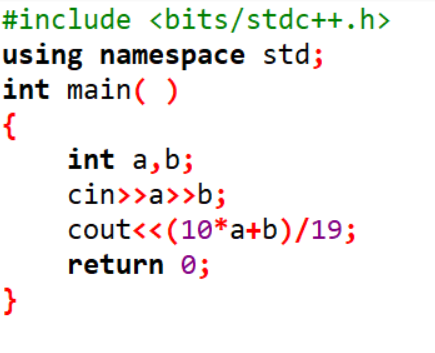 #include <bits/stdc++.h>
using namespace std;
int main( )
{
    int a,b;
    cin>>a>>b;
    cout<<(10*a+b)/19;
    return 0;
}